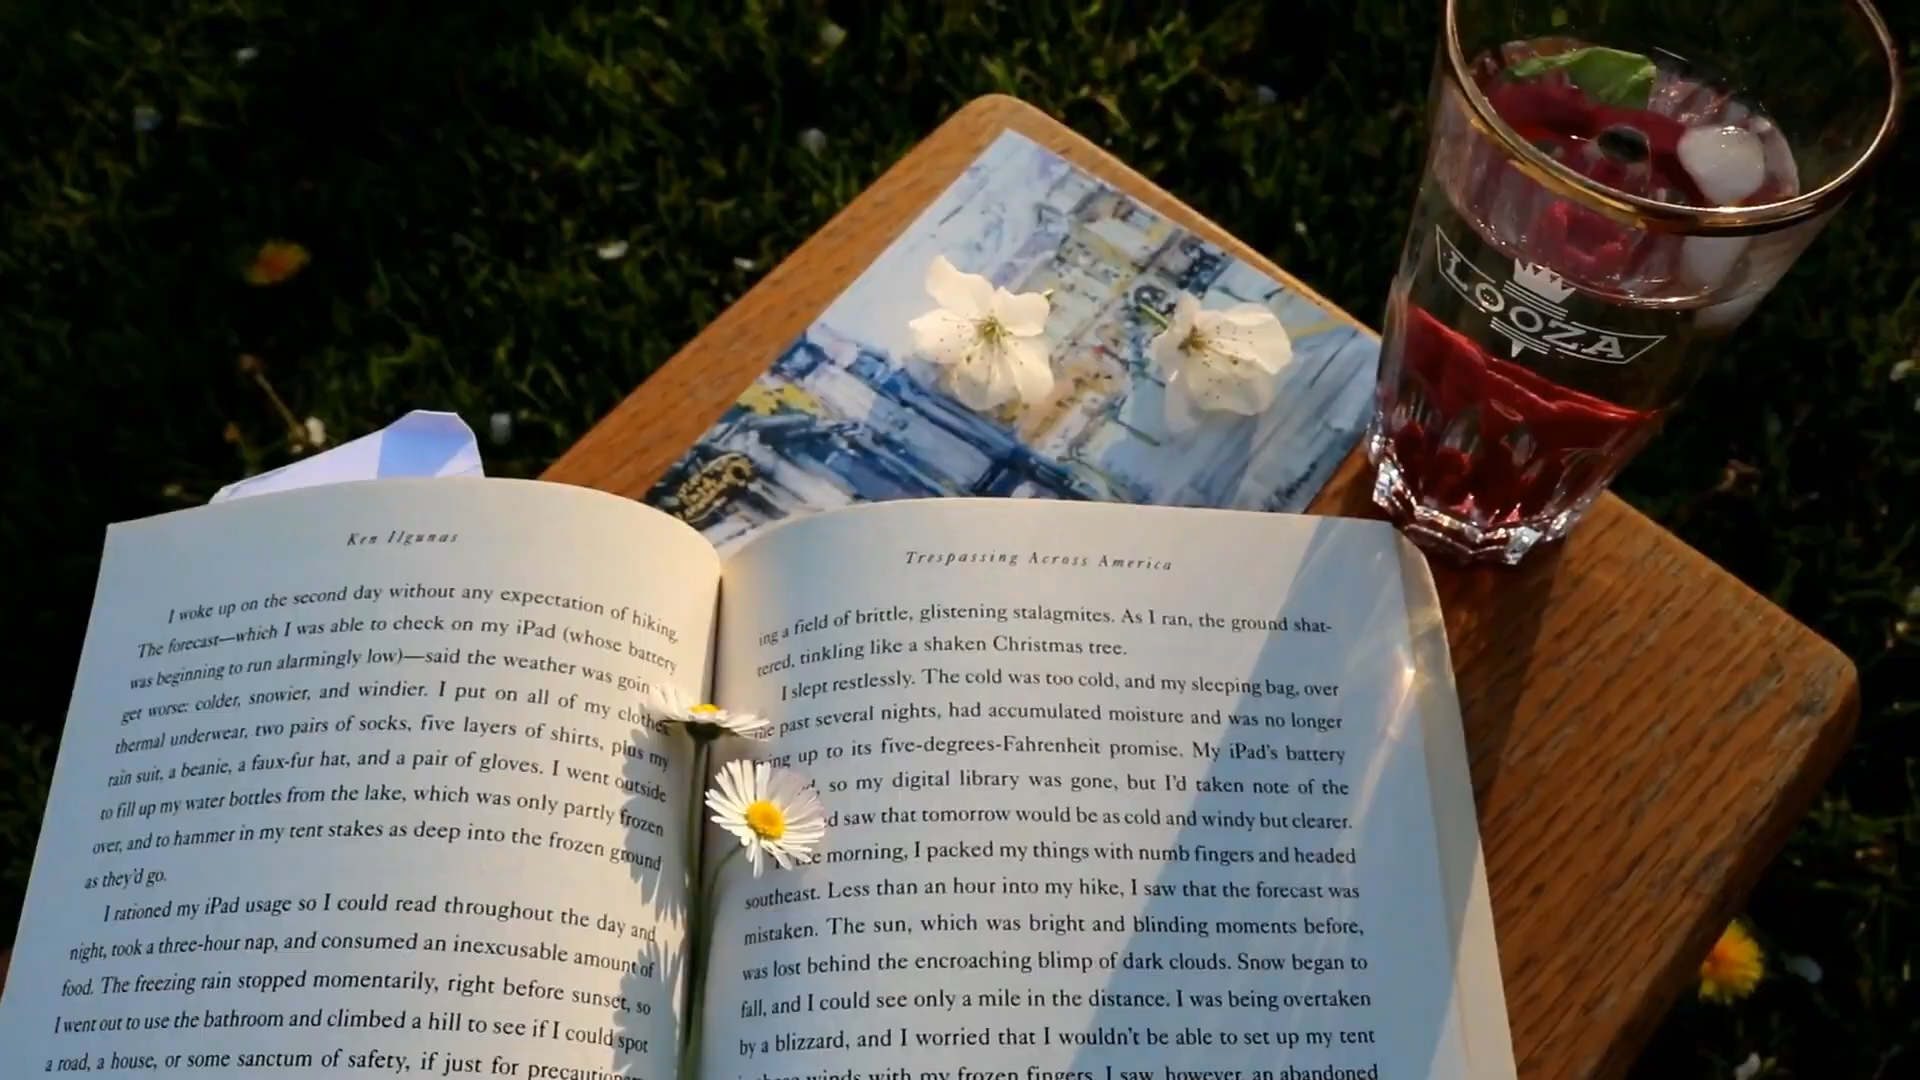 Ken Ilgunas
I woke up on the second day without any expectation of hiking.
The forecast—which I was able to check on my iPad (whose battery
was beginning to run alarmingly low)—said the weather was goin
get worse: colder, snowier, and windier. I put on all of my clothe
thermal underwear, two pairs of socks, five layers of shirts, plus my
rain suit, a beanie, a faux-fur hat, and a pair of gloves. I went outside
to fill up my water bottles from the lake, which was only partly frozen
over, and to hammer in my tent stakes as deep into the frozen ground
as they'd go.
I rationed my iPad usage so I could read throughout the day and
night, took a three-hour nap, and consumed an inexcusable amount of
food. The freezing rain stopped momentarily, right before sunset, so
I went out to use the bathroom and climbed a hill to see if I could spot
a road, a house, or some sanctum of safety, if just for precaution
Trespassing Across America
ing a field of brittle, glistening stalagmites. As I ran, the ground shat-
tered, tinkling like a shaken Christmas tree.
I slept restlessly. The cold was too cold, and my sleeping bag, over
the past several nights, had accumulated moisture and was no longer
ing up to its five-degrees-Fahrenheit promise. My iPad's battery
so my digital library was gone, but I'd taken note of the
d saw that tomorrow would be as cold and windy but clearer.
morning, I packed my things with numb fingers and headed
southeast. Less than an hour into my hike, I saw that the forecast was
mistaken. The sun, which was bright and blinding moments before,
was lost behind the encroaching blimp of dark clouds. Snow began to
fall, and I could see only a mile in the distance. I was being overtaken
by a blizzard, and I worried that I wouldn't be able to set up my tent
winds with my frozen fingers. I saw, however, an abandoned
LOOZA